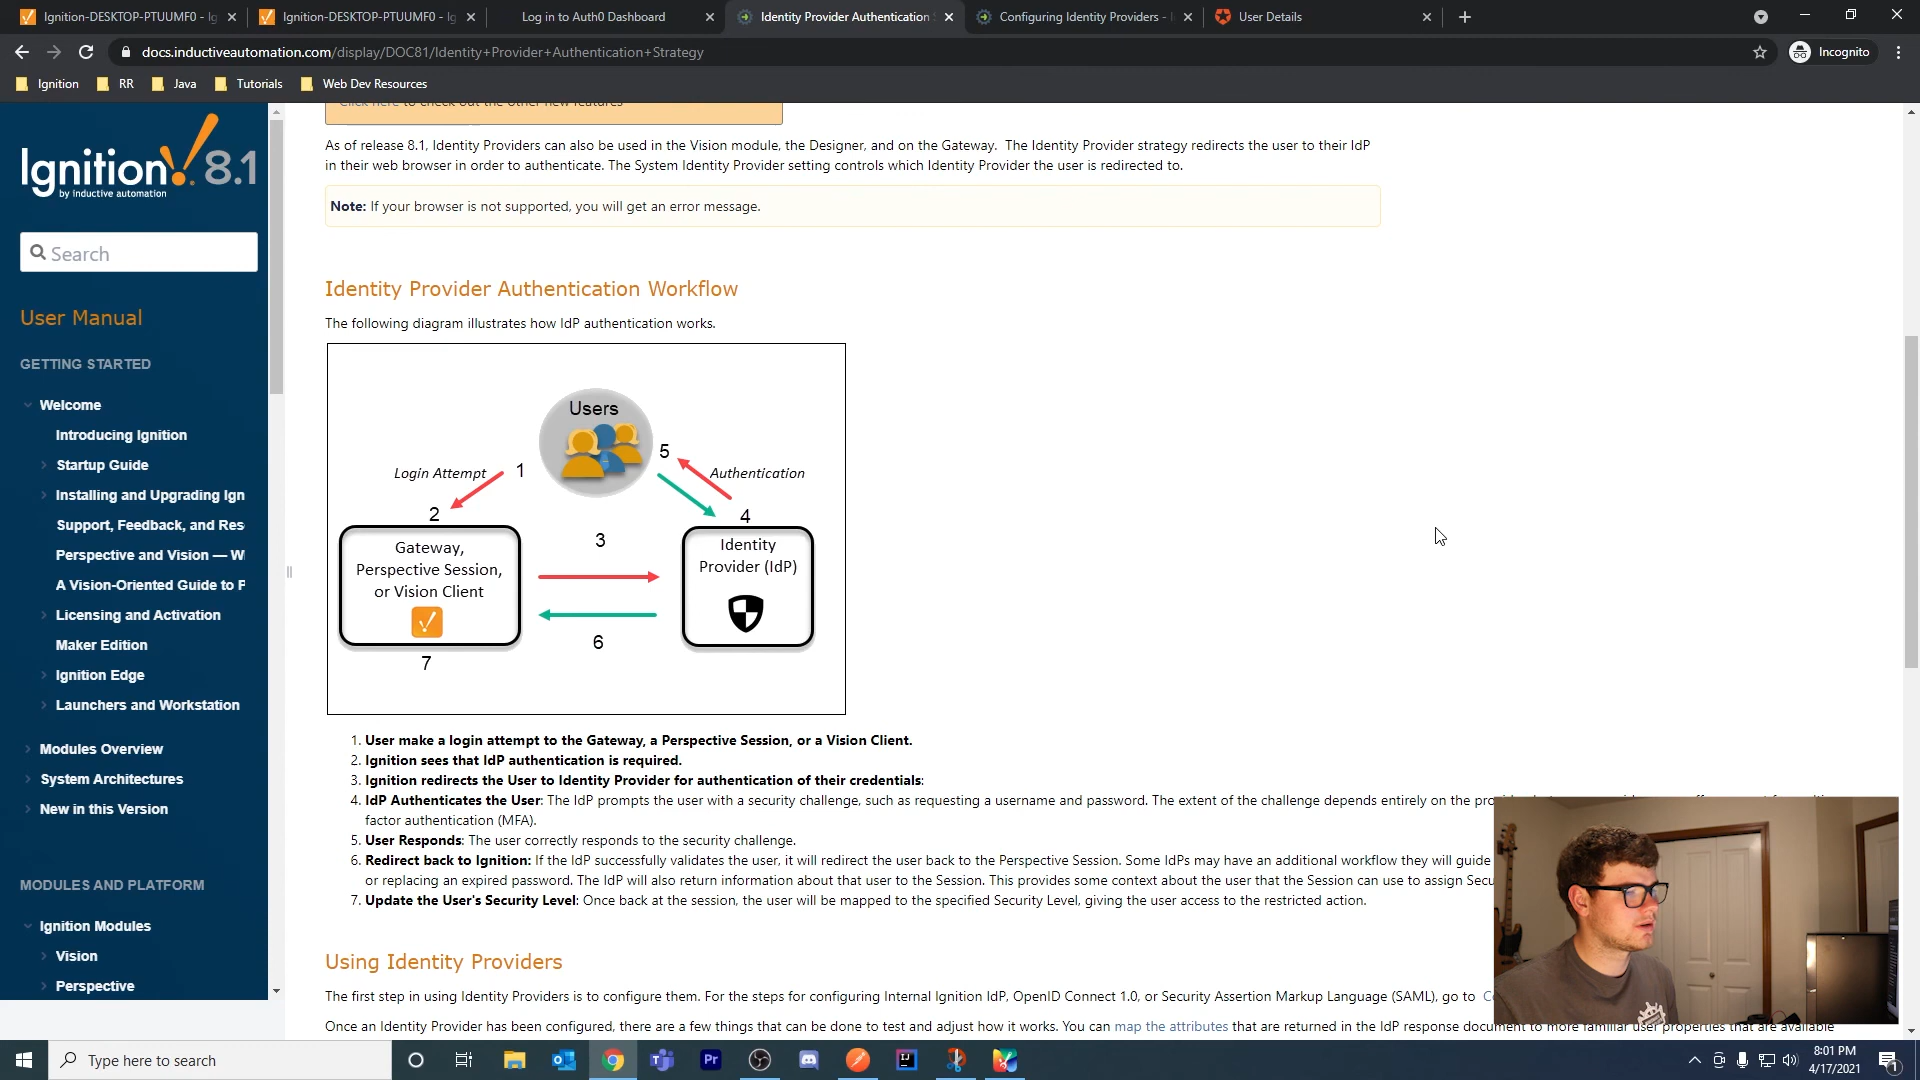 Ignition-DESKTOP-PTUUMF0 - Ig
Ignition-DESKTOP-PTUUMF0 - Ig
Log in to Auth0 Dashboard
Identity Provider Authentication S
Configuring Identity Providers - I
User Details
docs.inductiveautomation.com/display/DOC81/Identity+Provider+Authentication+Strategy
Incognito
Ignition
RR
Java
Tutorials
Web Dev Resources
Ignition! 8.1
by inductive automation
Search
User Manual
GETTING STARTED
Welcome
Introducing Ignition
Startup Guide
Installing and Upgrading Ign
Support, Feedback, and Res
Perspective and Vision — W
A Vision-Oriented Guide to P
Licensing and Activation
Maker Edition
Ignition Edge
Launchers and Workstation
Modules Overview
System Architectures
New in this Version
MODULES AND PLATFORM
Ignition Modules
Vision
Perspective
Click here to check out the other new features
As of release 8.1, Identity Providers can also be used in the Vision module, the Designer, and on the Gateway. The Identity Provider strategy redirects the user to their IdP
in their web browser in order to authenticate. The System Identity Provider setting controls which Identity Provider the user is redirected to.
Note: If your browser is not supported, you will get an error message.
Identity Provider Authentication Workflow
The following diagram illustrates how IdP authentication works.
Users
5
Login Attempt
1
Authentication
2
4
3
Gateway,
Perspective Session,
or Vision Client
Identity
Provider (IdP)
6
7
1. User make a login attempt to the Gateway, a Perspective Session, or a Vision Client.
2. Ignition sees that IdP authentication is required.
3. Ignition redirects the User to Identity Provider for authentication of their credentials:
4. IdP Authenticates the User: The IdP prompts the user with a security challenge, such as requesting a username and password. The extent of the challenge depends entirely on the pro
factor authentication (MFA).
5. User Responds: The user correctly responds to the security challenge.
6. Redirect back to Ignition: If the IdP successfully validates the user, it will redirect the user back to the Perspective Session. Some IdPs may have an additional workflow they will guide
or replacing an expired password. The IdP will also return information about that user to the Session. This provides some context about the user that the Session can use to assign Secu
7. Update the User's Security Level: Once back at the session, the user will be mapped to the specified Security Level, giving the user access to the restricted action.
Using Identity Providers
The first step in using Identity Providers is to configure them. For the steps for configuring Internal Ignition IdP, OpenID Connect 1.0, or Security Assertion Markup Language (SAML), go to C
Once an Identity Provider has been configured, there are a few things that can be done to test and adjust how it works. You can map the attributes that are returned in the IdP response document to more familiar user properties that are available
Type here to search
8:01 PM
4/17/2021
1